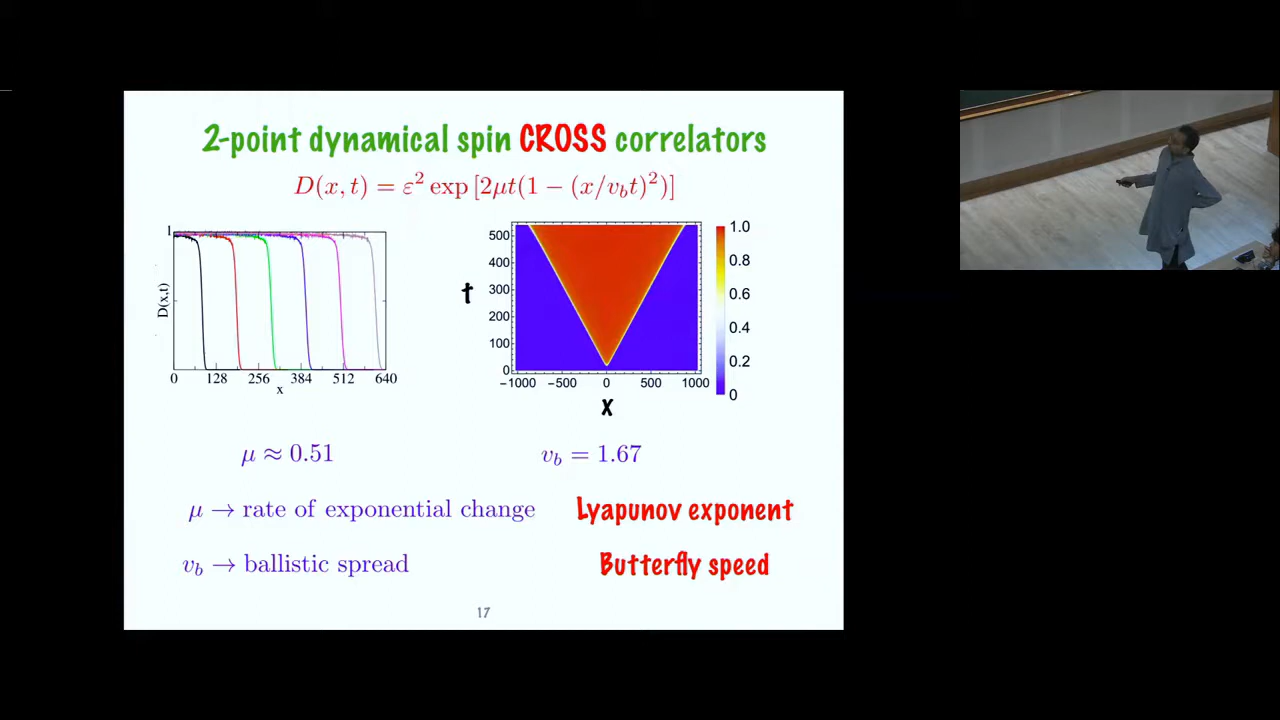 2-point dynamical spin CROSS correlators
D(x, t) = ε² exp [2μt(1 − (x/v_b t)²)]
1
D(x,t)
0 128 256 384 512 640
x
500
400
300
200
100
0
t
−1000 −500 0 500 1000
x
1.0
0.8
0.6
0.4
0.2
0
μ ≈ 0.51
v_b = 1.67
μ → rate of exponential change Lyapunov exponent
v_b → ballistic spread Butterfly speed
17